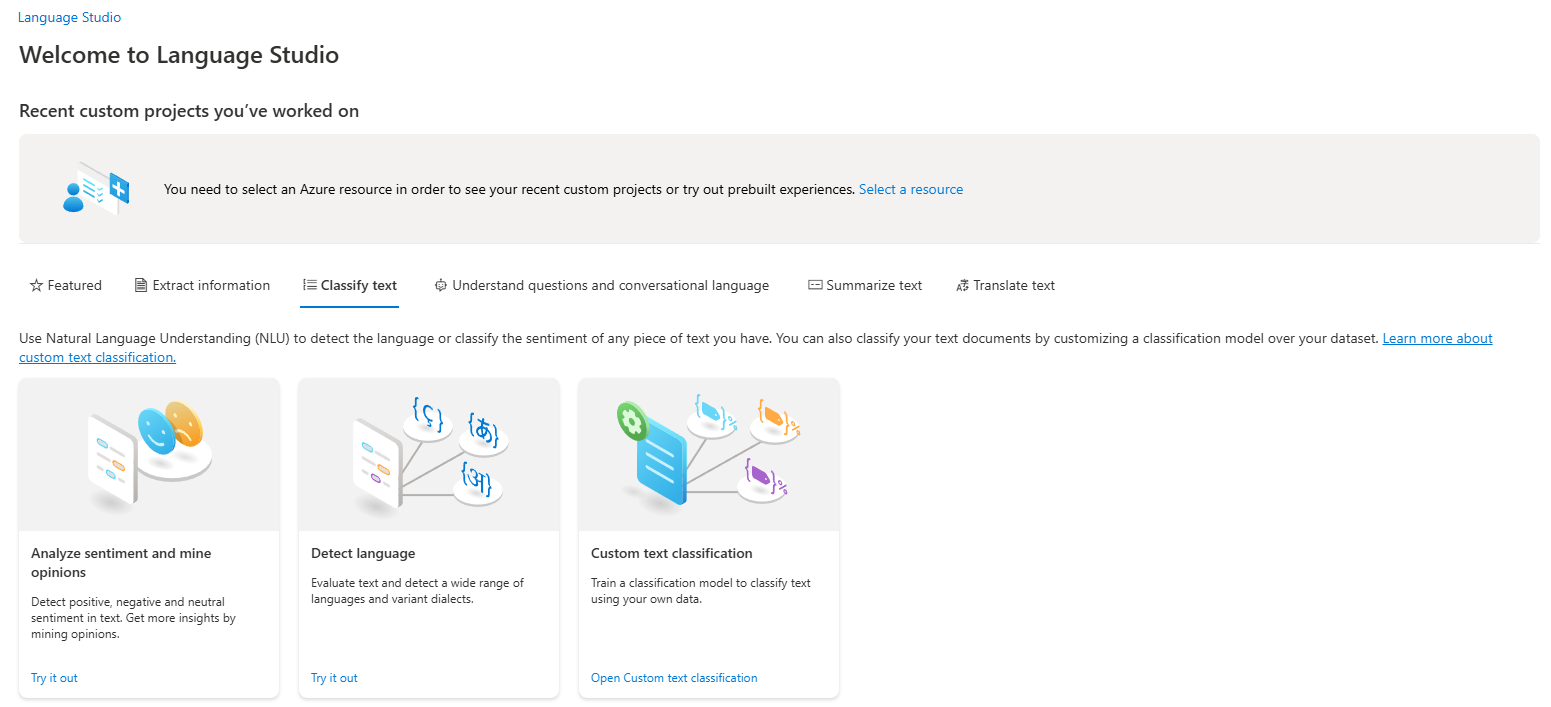 Language Studio
Welcome to Language Studio
Recent custom projects you've worked on
You need to select an Azure resource in order to see your recent custom projects or try out prebuilt experiences. Select a resource
Featured
Extract information
Classify text
Understand questions and conversational language
Summarize text
Translate text
Use Natural Language Understanding (NLU) to detect the language or classify the sentiment of any piece of text you have. You can also classify your text documents by customizing a classification model over your dataset. Learn more about
custom text classification.
{ç}
{あ}
{अ}
Analyze sentiment and mine
opinions
Detect positive, negative and neutral
sentiment in text. Get more insights by
mining opinions.
Try it out
Detect language
Evaluate text and detect a wide range of
languages and variant dialects.
Try it out
Custom text classification
Train a classification model to classify text
using your own data.
Open Custom text classification